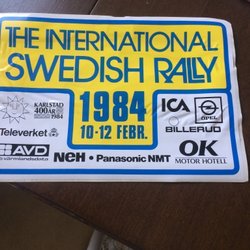 THE INTERNATIONAL
SWEDISH RALLY
KARLSTAD
400 ÅR
1984
1984
10-12 FEBR.
ICA
OPEL
BILLERUD
Televerket
AVD
värmlandsdata
NCH • Panasonic NMT
OK
MOTOR HOTELL